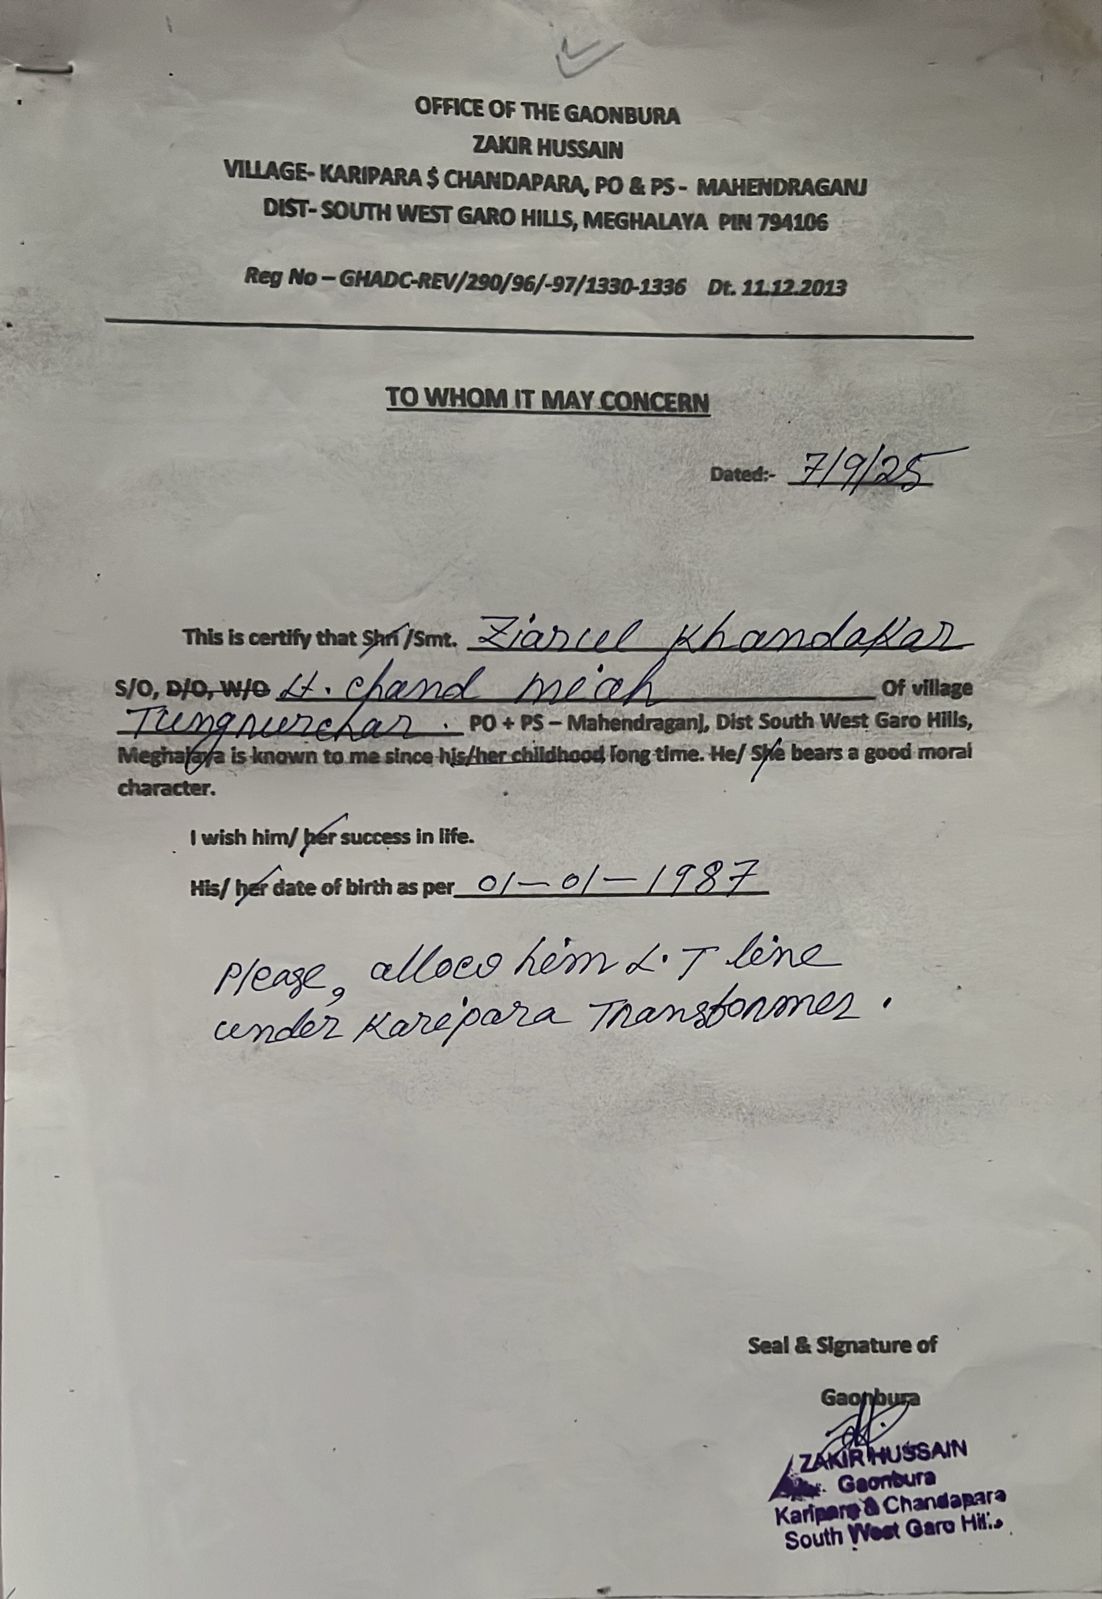 OFFICE OF THE GAONBURA
ZAKIR HUSSAIN
VILLAGE- KARIPARA $ CHANDAPARA, PO & PS - MAHENDRAGANJ
DIST- SOUTH WEST GARO HILLS, MEGHALAYA PIN 794106
Reg No – GHADC-REV/290/96/-97/1330-1336 Dt. 11.12.2013
TO WHOM IT MAY CONCERN
Dated:- 7/9/25
This is certify that Shri /Smt. Ziarul Khandakar
S/O, D/O, W/O Lt. Chand Miah Of village
Tungnurchar. PO + PS – Mahendraganj, Dist South West Garo Hills,
Meghalaya is known to me since his/her childhood long time. He/ She bears a good moral
character.
I wish him/ her success in life.
His/ her date of birth as per 01-01-1987
Please, allow him L.T line
under Karipara Transformer.
Seal & Signature of
Gaonbura
ZAKIR HUSSAIN
Gaonbura
Karipara & Chandapara
South West Garo Hills